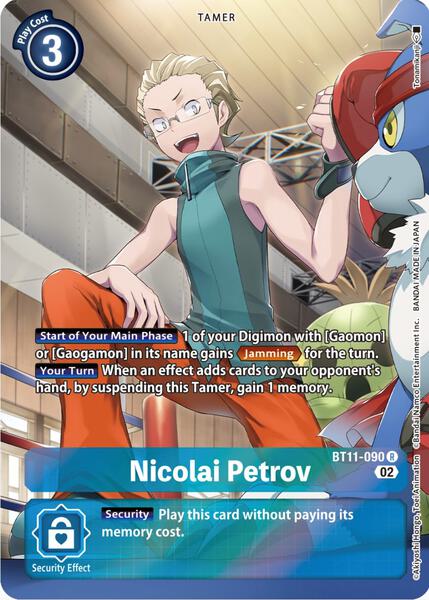 TAMER
Play Cost
3
Tonamikanji
Start of Your Main Phase 1 of your Digimon with [Gaomon]
or [Gaogamon] in its name gains Jamming for the turn.
Your Turn When an effect adds cards to your opponent's
hand, by suspending this Tamer, gain 1 memory.
BT11-090 R
Nicolai Petrov
02
Security Play this card without paying its
memory cost.
Security Effect
©Akiyoshi Hongo, Toei Animation ©Bandai Namco Entertainment Inc. BANDAI MADE IN JAPAN